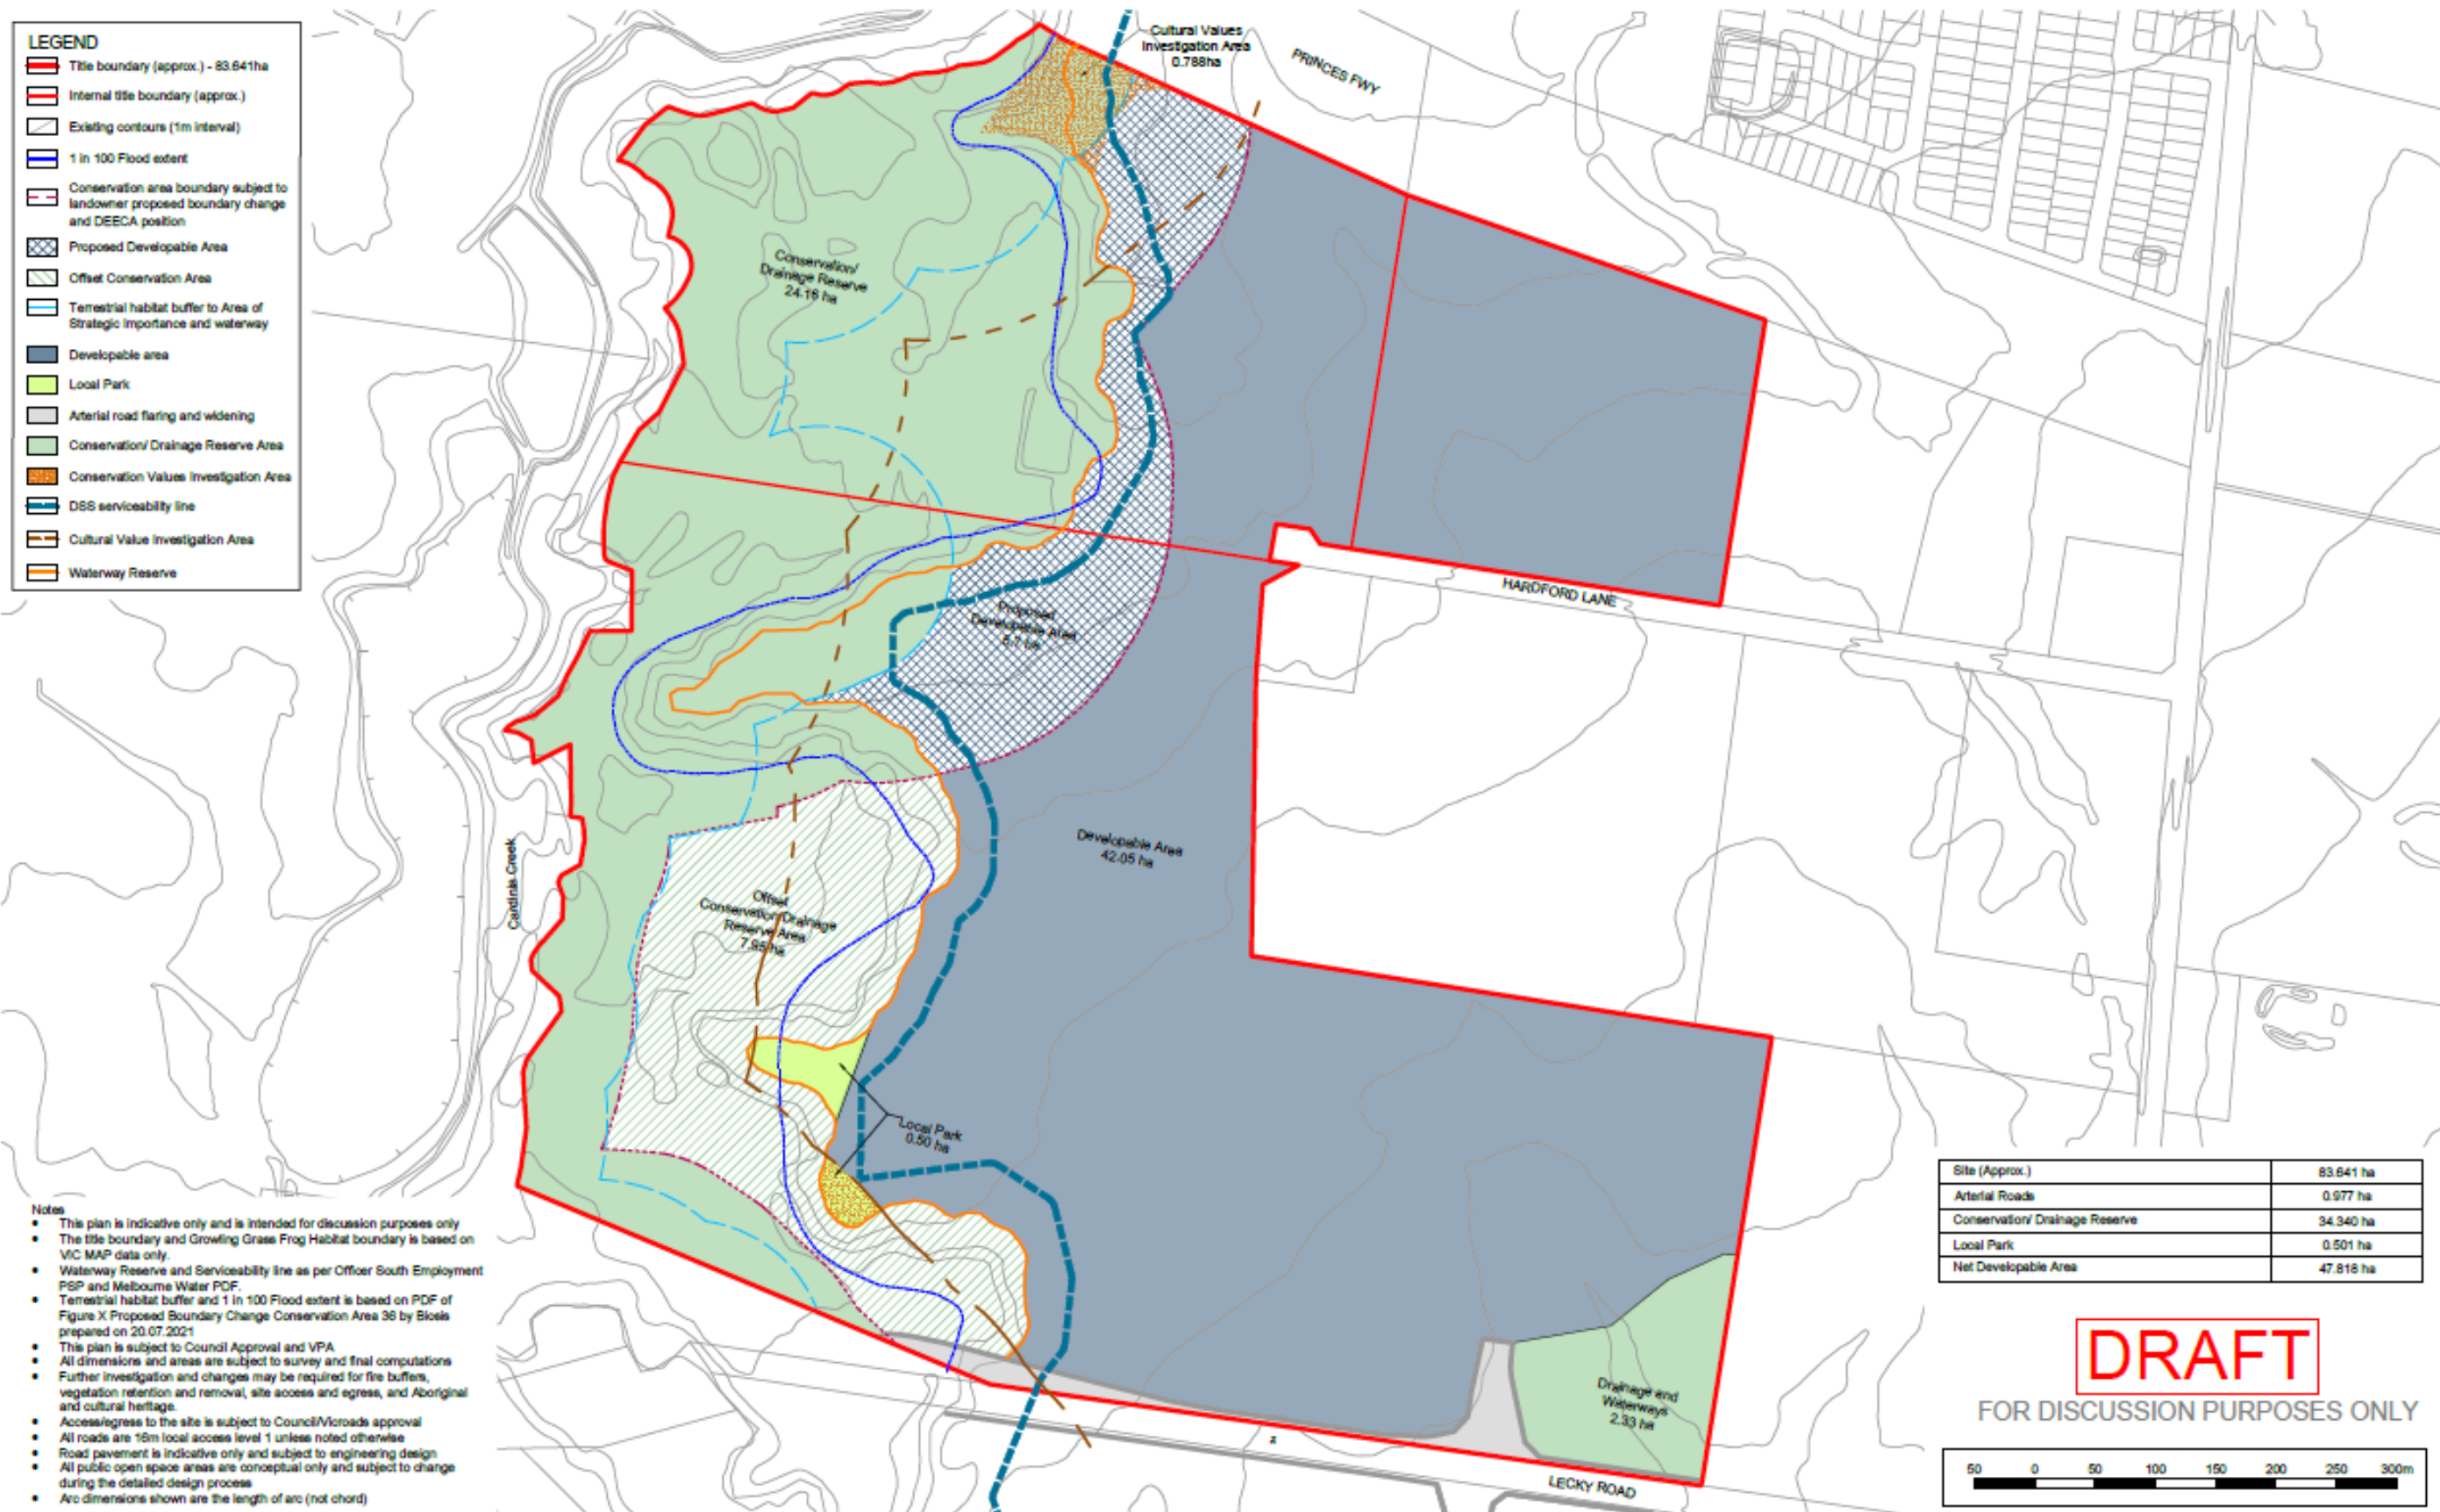 LEGEND
Title boundary (approx.) - 83.641ha
Internal title boundary (approx.)
Existing contours (1m interval)
1 in 100 Flood extent
Conservation area boundary subject to
landowner proposed boundary change
and DEECA position
Proposed Developable Area
Offset Conservation Area
Terrestrial habitat buffer to Area of
Strategic Importance and waterway
Developable area
Local Park
Arterial road flaring and widening
Conservation/ Drainage Reserve Area
Conservation Values Investigation Area
DSS serviceability line
Cultural Value Investigation Area
Waterway Reserve
Cultural Values
Investigation Area
0.788ha
PRINCES FWY
Conservation/
Drainage Reserve
24.16 ha
HARDFORD LANE
Proposed
Developable Area
5.7 ha
Developable Area
42.05 ha
Cardinia Creek
Offset
Conservation/Drainage
Reserve Area
7.95 ha
Local Park
0.50 ha
Drainage and
Waterways
2.33 ha
LECKY ROAD
z
Notes
• This plan is indicative only and is intended for discussion purposes only
• The title boundary and Growling Grass Frog Habitat boundary is based on
VIC MAP data only.
• Waterway Reserve and Serviceability line as per Officer South Employment
PSP and Melbourne Water PDF.
• Terrestrial habitat buffer and 1 in 100 Flood extent is based on PDF of
Figure X Proposed Boundary Change Conservation Area 36 by Biosis
prepared on 20.07.2021
• This plan is subject to Council Approval and VPA
• All dimensions and areas are subject to survey and final computations
• Further investigation and changes may be required for fire buffers,
vegetation retention and removal, site access and egress, and Aboriginal
and cultural heritage.
• Access/egress to the site is subject to Council/Vicroads approval
• All roads are 16m local access level 1 unless noted otherwise
• Road pavement is indicative only and subject to engineering design
• All public open space areas are conceptual only and subject to change
during the detailed design process
• Arc dimensions shown are the length of arc (not chord)
Site (Approx.) 83.641 ha
Arterial Roads 0.977 ha
Conservation/ Drainage Reserve 34.340 ha
Local Park 0.501 ha
Net Developable Area 47.818 ha
DRAFT
FOR DISCUSSION PURPOSES ONLY
50 0 50 100 150 200 250 300m